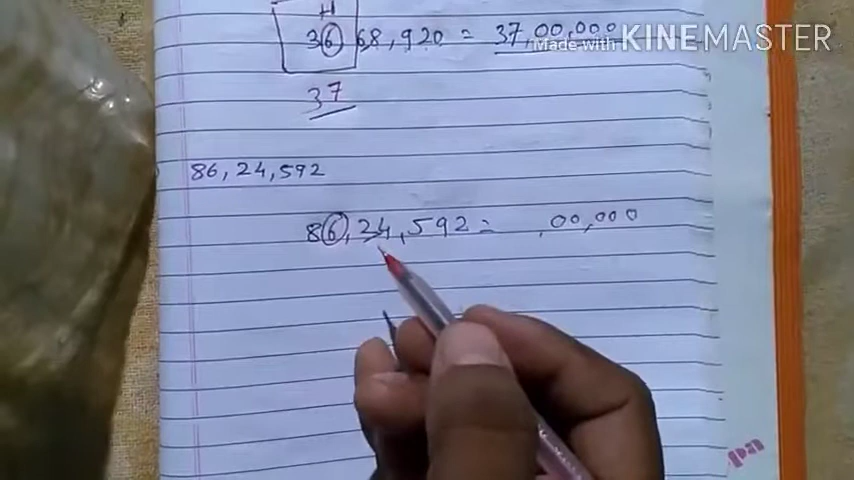 H
36 68,920 = 37,00,000
Made with KINEMASTER
37
86,24,592
86,24,592 = ,00,000